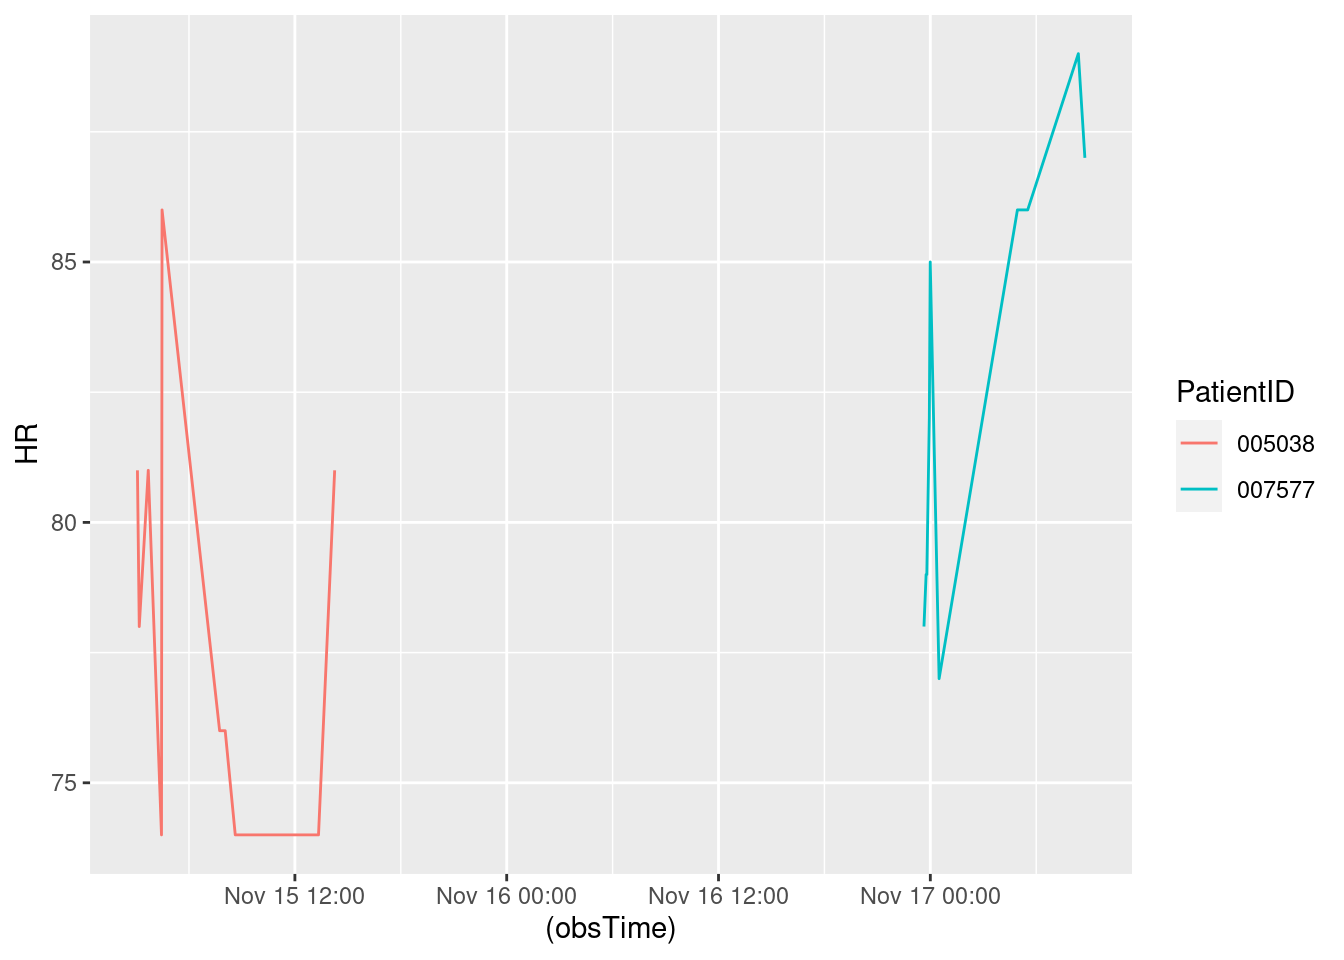 HR
85
80
75
Nov 15 12:00
Nov 16 00:00
Nov 16 12:00
Nov 17 00:00
(obsTime)
PatientID
005038
007577